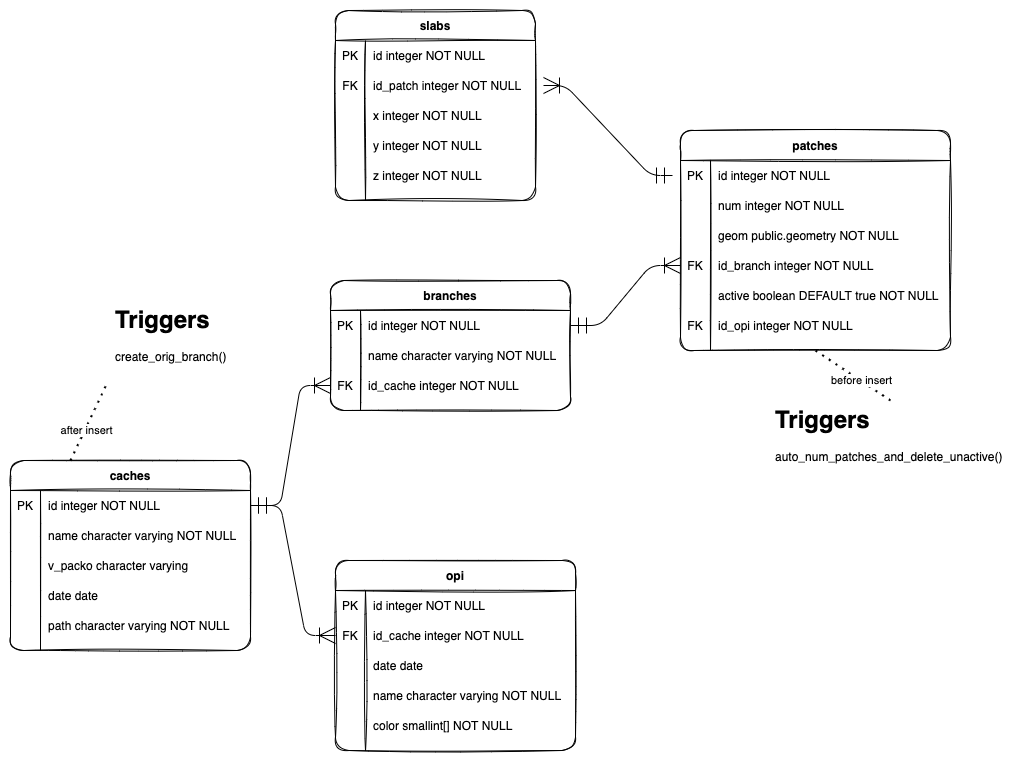 slabs
PK id integer NOT NULL
FK id_patch integer NOT NULL
x integer NOT NULL
y integer NOT NULL
z integer NOT NULL
patches
PK id integer NOT NULL
num integer NOT NULL
geom public.geometry NOT NULL
FK id_branch integer NOT NULL
active boolean DEFAULT true NOT NULL
FK id_opi integer NOT NULL
before insert
Triggers
auto_num_patches_and_delete_unactive()
branches
PK id integer NOT NULL
name character varying NOT NULL
FK id_cache integer NOT NULL
Triggers
create_orig_branch()
after insert
caches
PK id integer NOT NULL
name character varying NOT NULL
v_packo character varying
date date
path character varying NOT NULL
opi
PK id integer NOT NULL
FK id_cache integer NOT NULL
date date
name character varying NOT NULL
color smallint[] NOT NULL